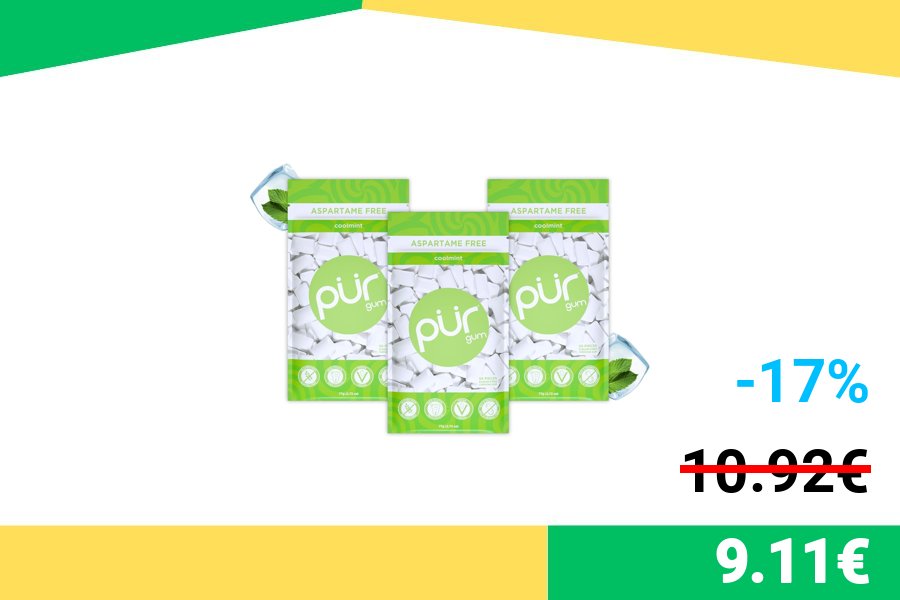 ASPARTAME FREE
coolmint
pür
gum
ASPARTAME FREE
coolmint
pür
gum
ASPARTAME FREE
coolmint
pür
gum
-17%
10.92€
9.11€